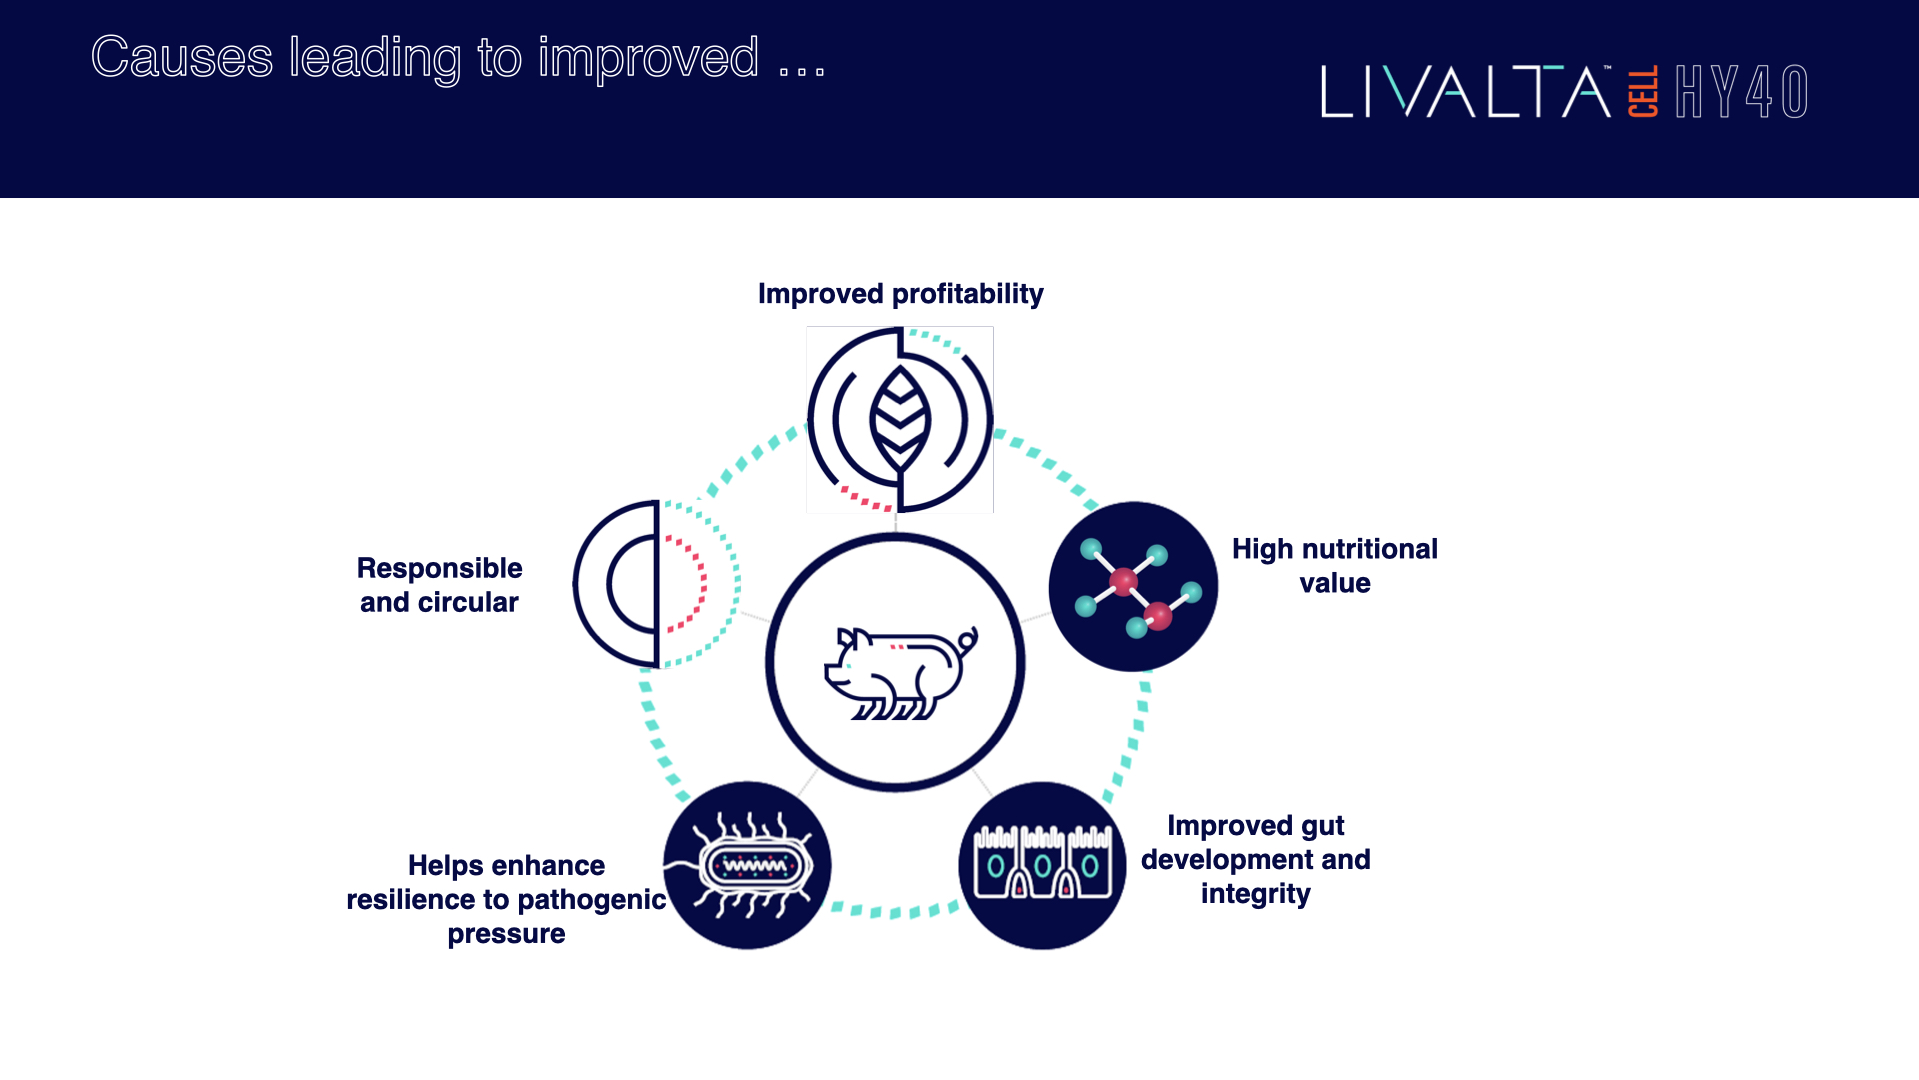 Causes leading to improved ...
LIVALTA™ CELL HY40
Improved profitability
High nutritional
value
Responsible
and circular
Improved gut
development and
integrity
Helps enhance
resilience to pathogenic
pressure